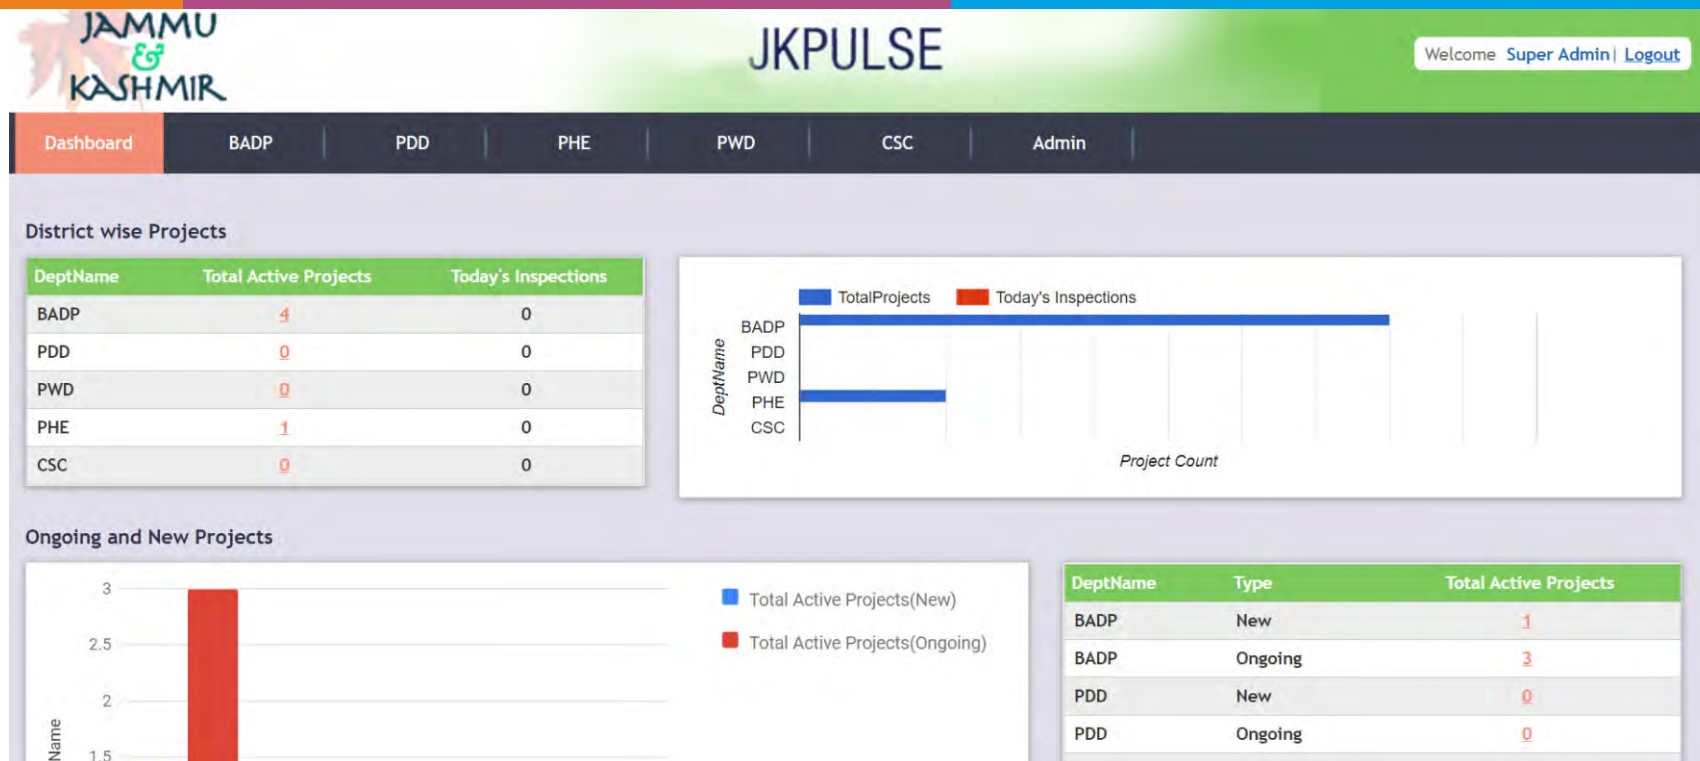 JAMMU
&
KASHMIR
JKPULSE
Welcome Super Admin| Logout
Dashboard BADP PDD PHE PWD CSC Admin
District wise Projects
DeptName Total Active Projects Today's Inspections
BADP 4 0
PDD 0 0
PWD 0 0
PHE 1 0
CSC 0 0
TotalProjects Today's Inspections
DeptName
BADP
PDD
PWD
PHE
CSC
Project Count
Ongoing and New Projects
3
2.5
2
1.5
Name
Total Active Projects(New)
Total Active Projects(Ongoing)
DeptName Type Total Active Projects
BADP New 1
BADP Ongoing 3
PDD New 0
PDD Ongoing 0